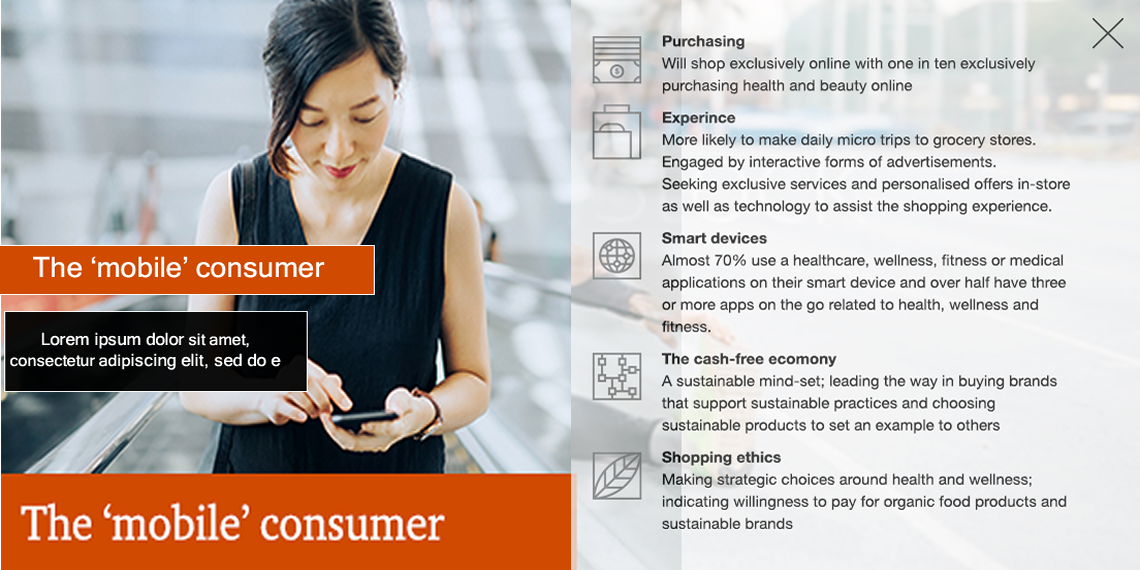 The ‘mobile’ consumer
Lorem ipsum dolor sit amet,
consectetur adipiscing elit, sed do e
The ‘mobile’ consumer
Purchasing
Will shop exclusively online with one in ten exclusively
purchasing health and beauty online
Experince
More likely to make daily micro trips to grocery stores.
Engaged by interactive forms of advertisements.
Seeking exclusive services and personalised offers in-store
as well as technology to assist the shopping experience.
Smart devices
Almost 70% use a healthcare, wellness, fitness or medical
applications on their smart device and over half have three
or more apps on the go related to health, wellness and
fitness.
The cash-free ecomony
A sustainable mind-set; leading the way in buying brands
that support sustainable practices and choosing
sustainable products to set an example to others
Shopping ethics
Making strategic choices around health and wellness;
indicating willingness to pay for organic food products and
sustainable brands